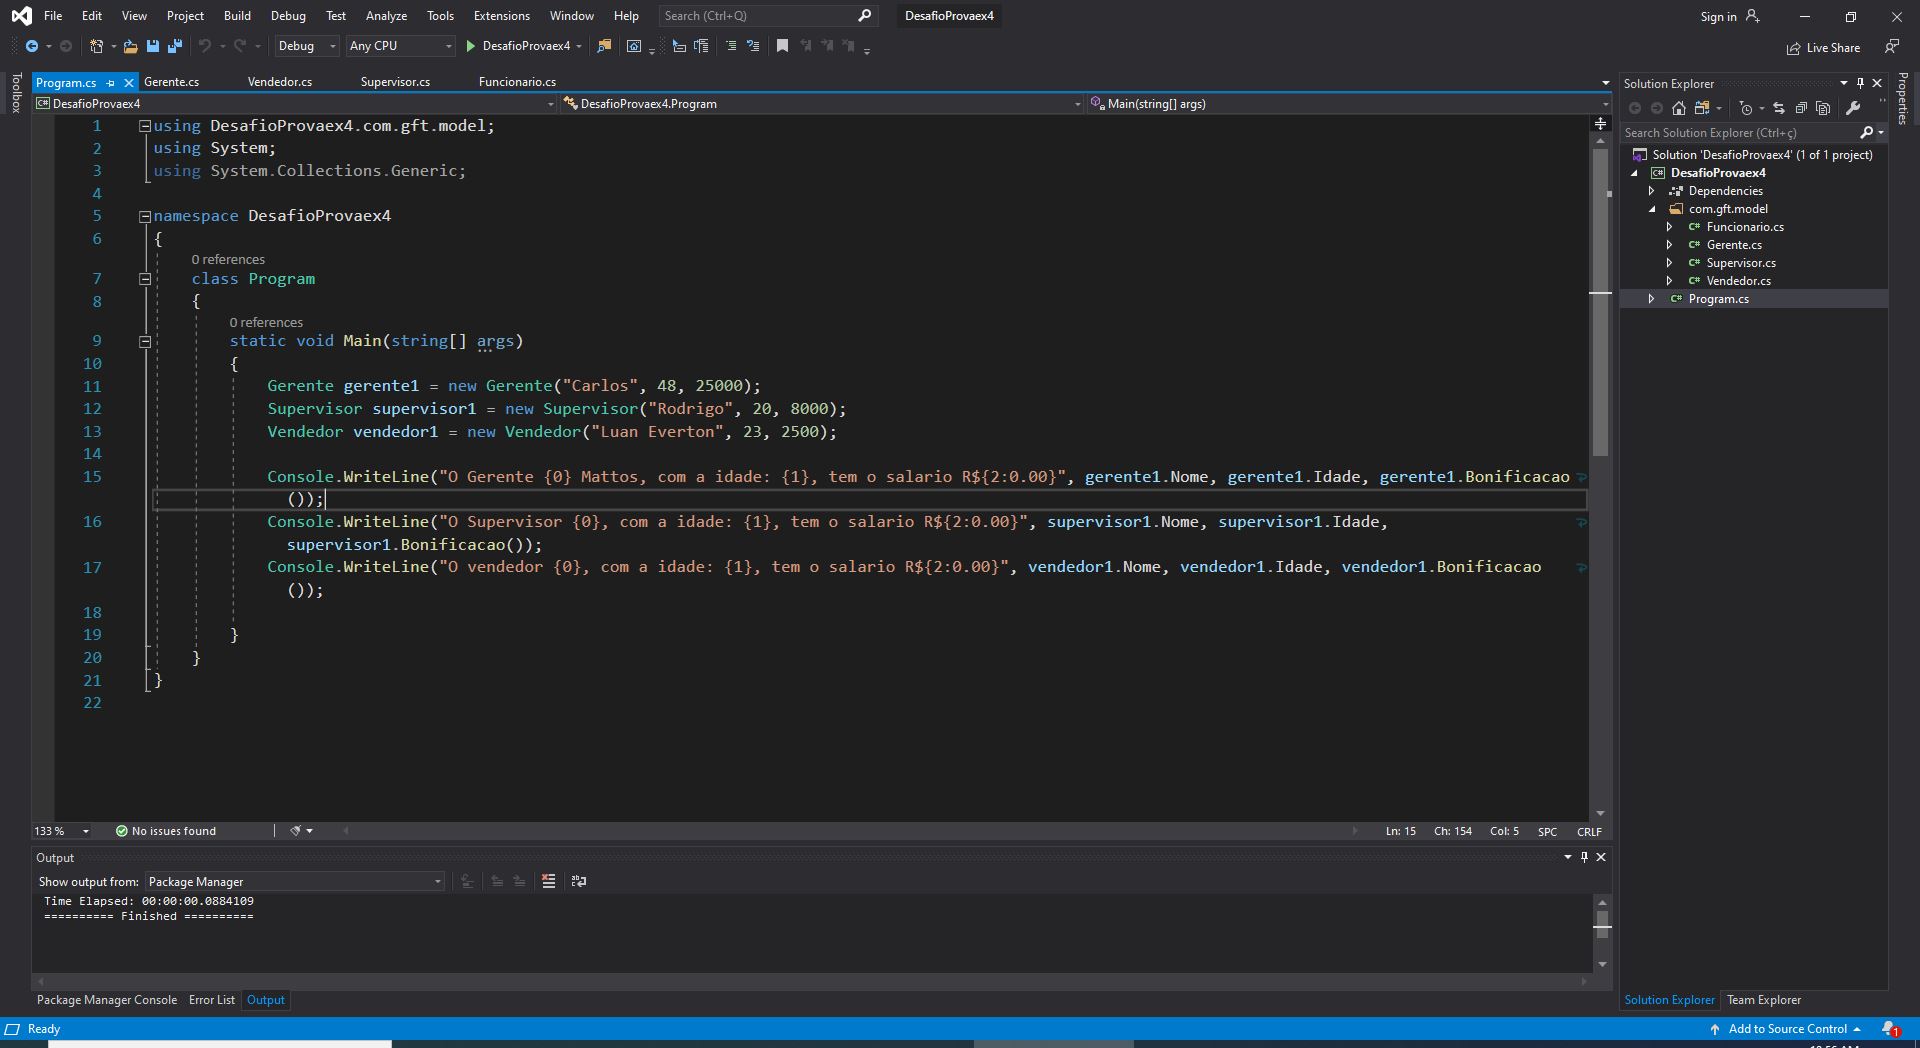 File Edit View Project Build Debug Test Analyze Tools Extensions Window Help Search (Ctrl+Q) DesafioProvaex4 Sign in
Debug Any CPU DesafioProvaex4 Live Share
Toolbox
Program.cs Gerente.cs Vendedor.cs Supervisor.cs Funcionario.cs
C# DesafioProvaex4 DesafioProvaex4.Program Main(string[] args)
1 using DesafioProvaex4.com.gft.model;
2 using System;
3 using System.Collections.Generic;
4
5 namespace DesafioProvaex4
6 {
0 references
7 class Program
8 {
0 references
9 static void Main(string[] args)
10 {
11 Gerente gerente1 = new Gerente("Carlos", 48, 25000);
12 Supervisor supervisor1 = new Supervisor("Rodrigo", 20, 8000);
13 Vendedor vendedor1 = new Vendedor("Luan Everton", 23, 2500);
14
15 Console.WriteLine("O Gerente {0} Mattos, com a idade: {1}, tem o salario R${2:0.00}", gerente1.Nome, gerente1.Idade, gerente1.Bonificacao
());
16 Console.WriteLine("O Supervisor {0}, com a idade: {1}, tem o salario R${2:0.00}", supervisor1.Nome, supervisor1.Idade,
supervisor1.Bonificacao());
17 Console.WriteLine("O vendedor {0}, com a idade: {1}, tem o salario R${2:0.00}", vendedor1.Nome, vendedor1.Idade, vendedor1.Bonificacao
());
18
19 }
20 }
21 }
22
133 % No issues found Ln: 15 Ch: 154 Col: 5 SPC CRLF
Output
Show output from: Package Manager
Time Elapsed: 00:00:00.0884109
========== Finished ==========
Package Manager Console Error List Output
Solution Explorer
Search Solution Explorer (Ctrl+ç)
Solution 'DesafioProvaex4' (1 of 1 project)
C# DesafioProvaex4
Dependencies
com.gft.model
C# Funcionario.cs
C# Gerente.cs
C# Supervisor.cs
C# Vendedor.cs
C# Program.cs
Solution Explorer Team Explorer
Properties
Ready Add to Source Control 1